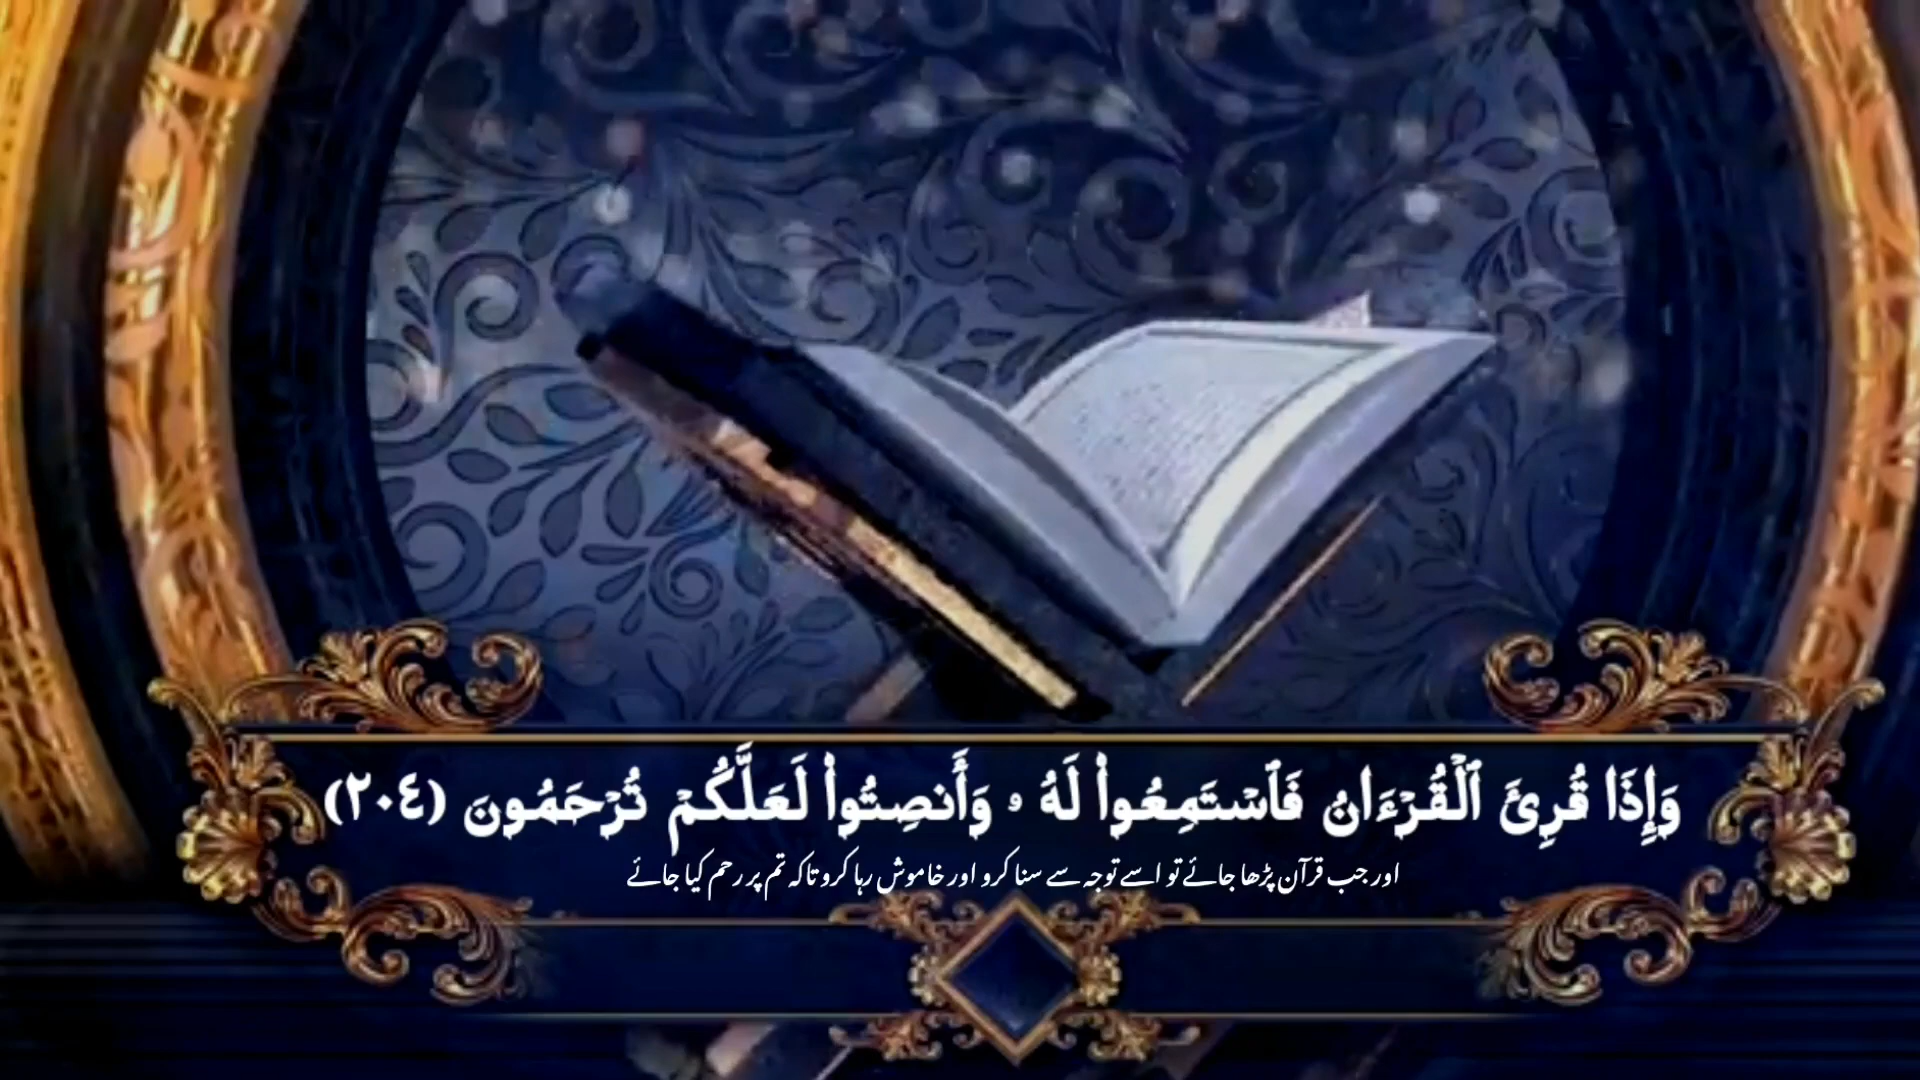 وَإِذَا قُرِئَ ٱلۡقُرۡءَانُ فَٱسۡتَمِعُواْ لَهُ ۥ وَأَنصِتُواْ لَعَلَّكُمۡ تُرۡحَمُونَ (٢٠٤)
اور جب قرآن پڑھا جائے تو اسے توجہ سے سنا کرو اور خاموش رہا کرو تاکہ تم پر رحم کیا جائے